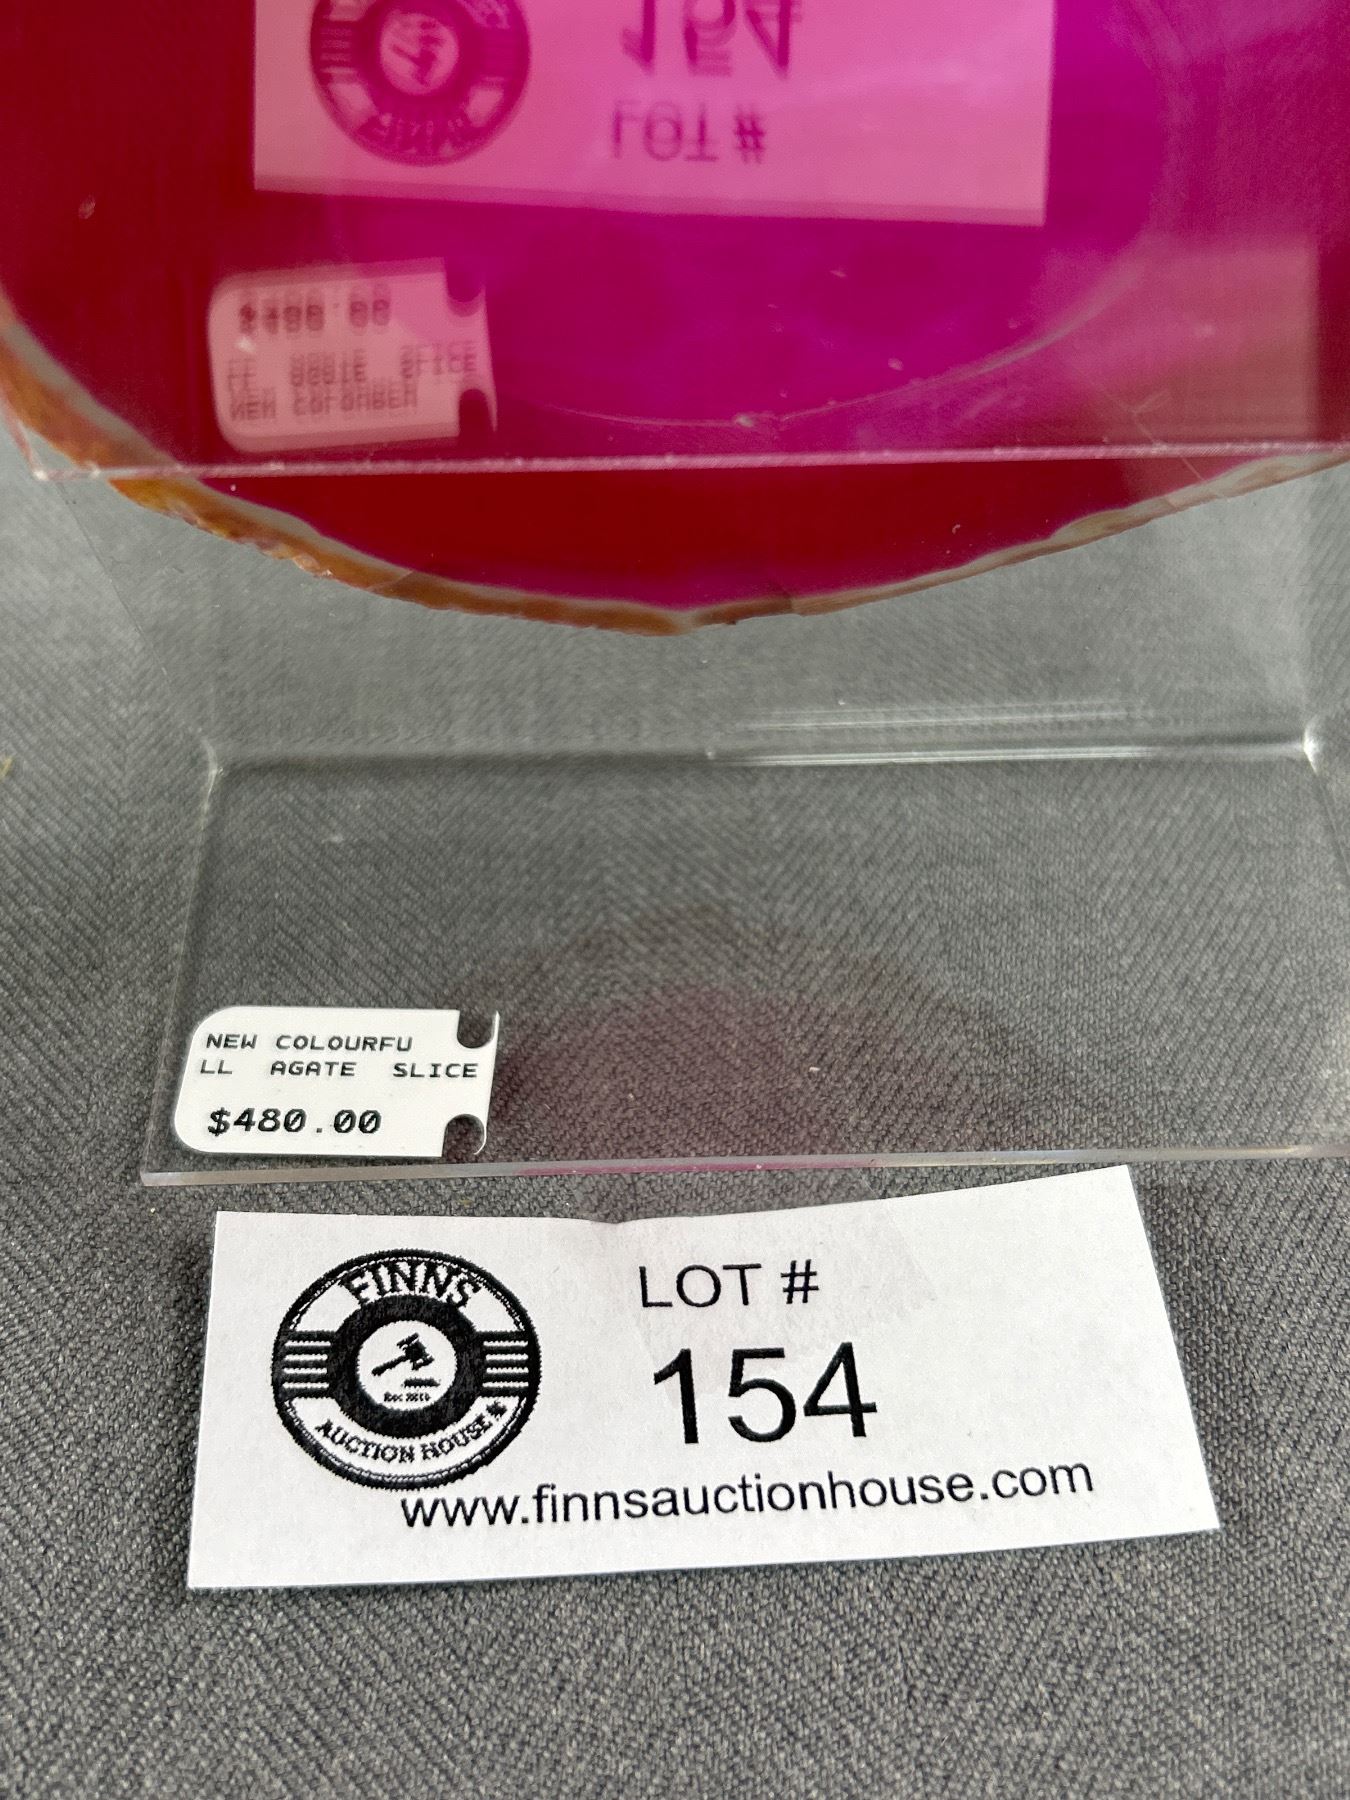 NEW COLOURFU
LL AGATE SLICE
$480.00
FINNS
AUCTION HOUSE
LOT #
154
www.finnsauctionhouse.com